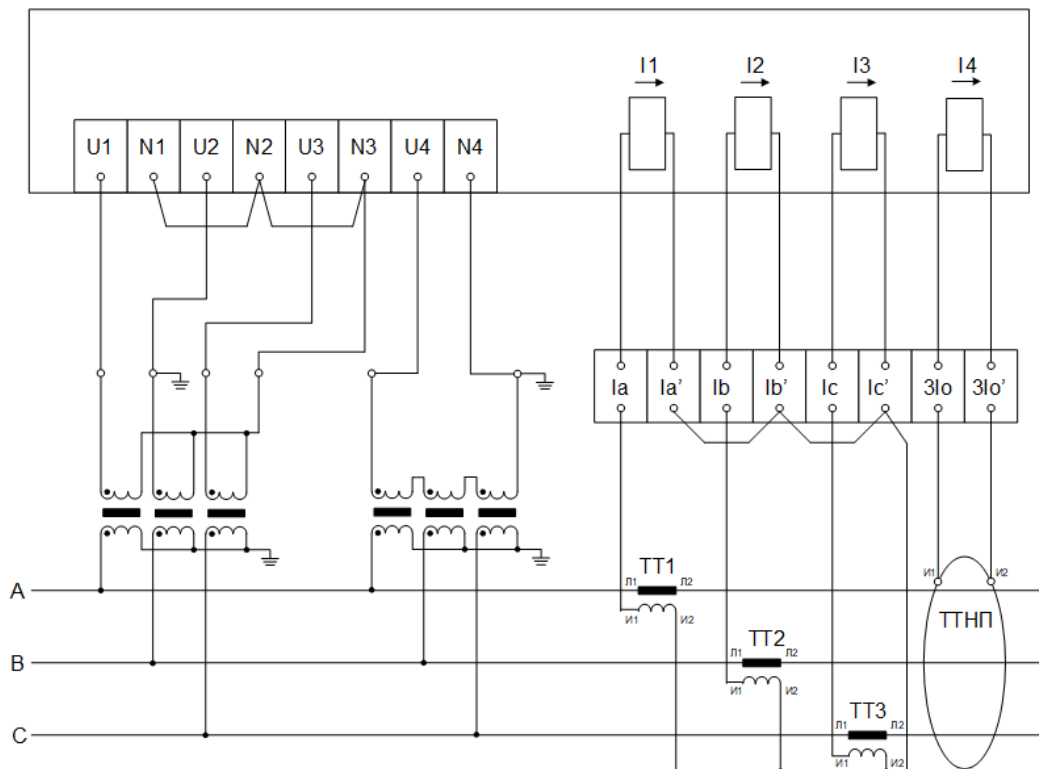 I1 I2 I3 I4
U1 N1 U2 N2 U3 N3 U4 N4
Ia Ia’ Ib Ib’ Ic Ic’ 3Io 3Io’
ТТ1
И1 И2
A
Л1 Л2
И1 И2
ТТНП
ТТ2
B
Л1 Л2
И1 И2
ТТ3
C
Л1 Л2
И1 И2